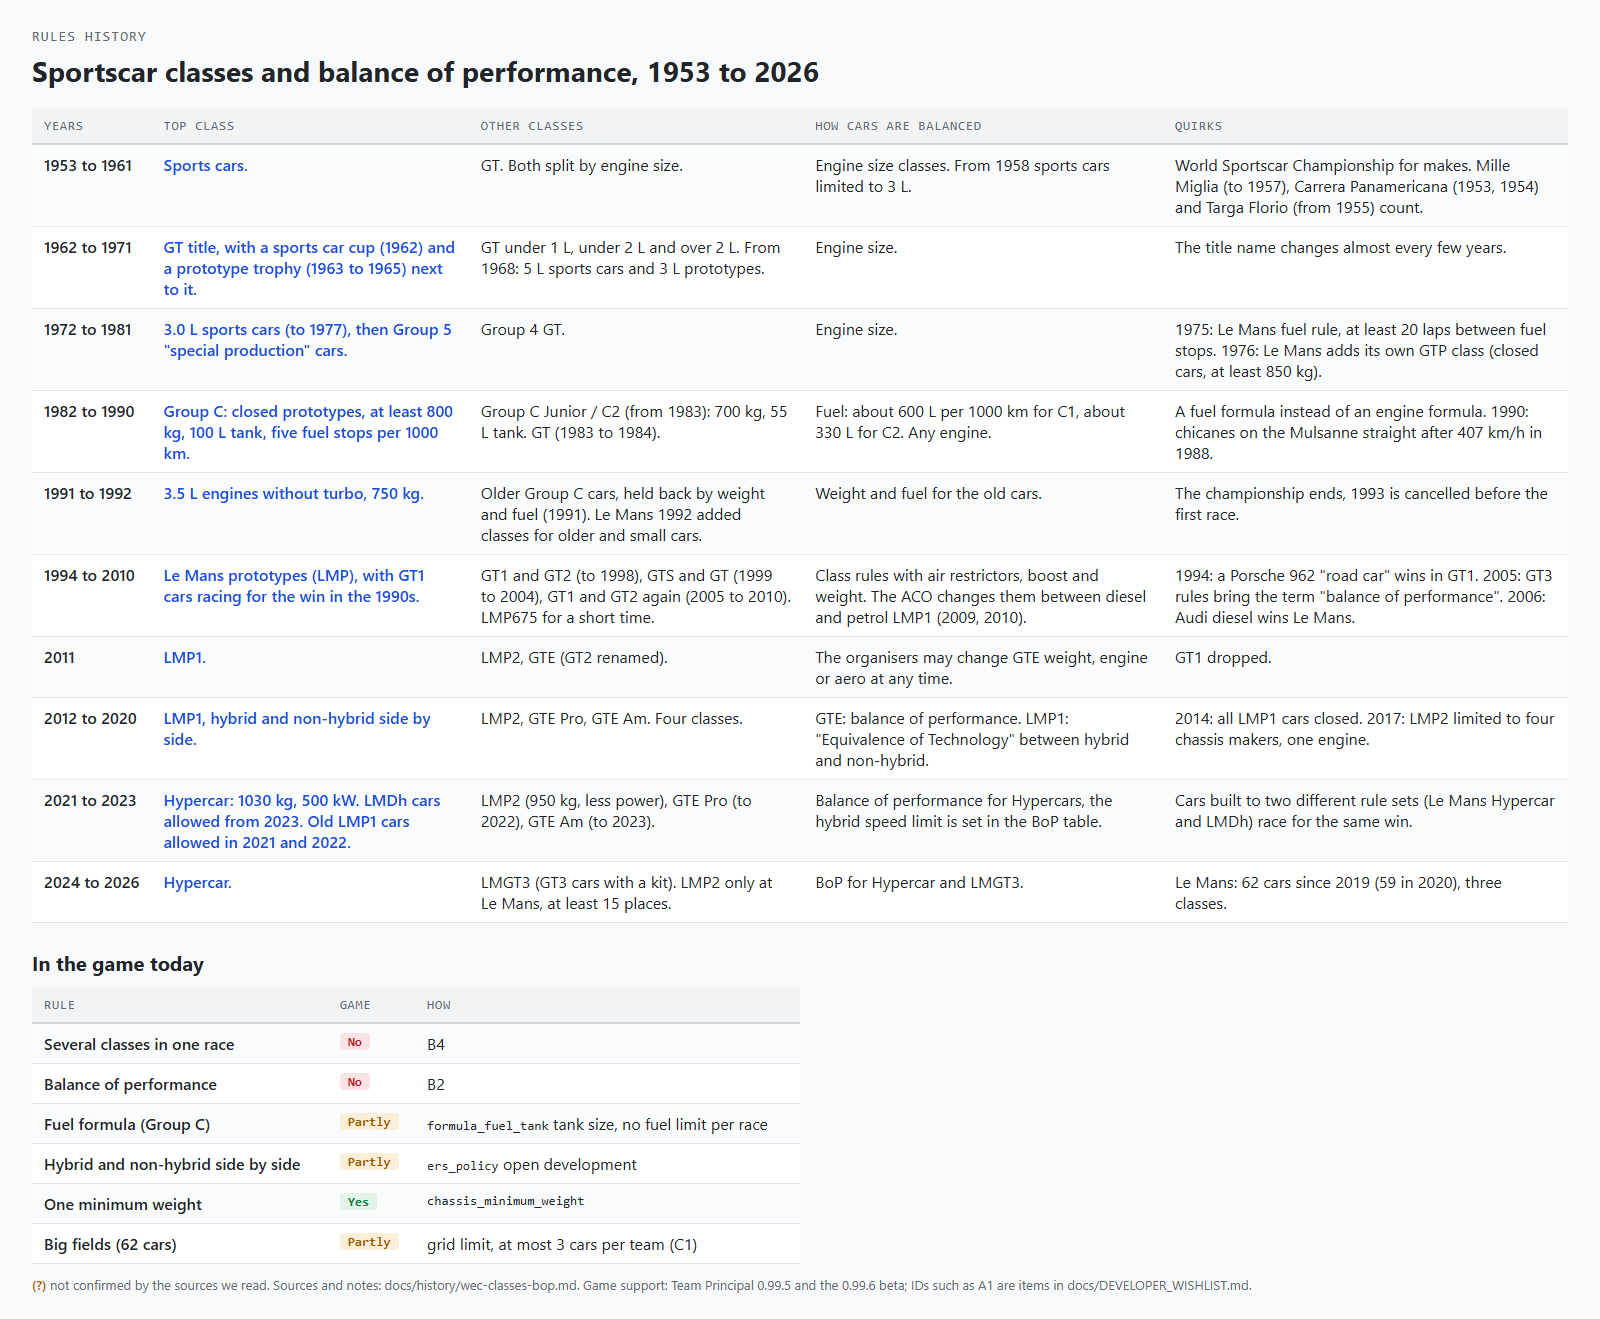 RULES HISTORY
Sportscar classes and balance of performance, 1953 to 2026
YEARS TOP CLASS OTHER CLASSES HOW CARS ARE BALANCED QUIRKS
1953 to 1961
Sports cars.
GT. Both split by engine size.
Engine size classes. From 1958 sports cars
limited to 3 L.
World Sportscar Championship for makes. Mille
Miglia (to 1957), Carrera Panamericana (1953, 1954)
and Targa Florio (from 1955) count.
1962 to 1971
GT title, with a sports car cup (1962) and
a prototype trophy (1963 to 1965) next
to it.
GT under 1 L, under 2 L and over 2 L. From
1968: 5 L sports cars and 3 L prototypes.
Engine size.
The title name changes almost every few years.
1972 to 1981
3.0 L sports cars (to 1977), then Group 5
"special production" cars.
Group 4 GT.
Engine size.
1975: Le Mans fuel rule, at least 20 laps between fuel
stops. 1976: Le Mans adds its own GTP class (closed
cars, at least 850 kg).
1982 to 1990
Group C: closed prototypes, at least 800
kg, 100 L tank, five fuel stops per 1000
km.
Group C Junior / C2 (from 1983): 700 kg, 55
L tank. GT (1983 to 1984).
Fuel: about 600 L per 1000 km for C1, about
330 L for C2. Any engine.
A fuel formula instead of an engine formula. 1990:
chicanes on the Mulsanne straight after 407 km/h in
1988.
1991 to 1992
3.5 L engines without turbo, 750 kg.
Older Group C cars, held back by weight
and fuel (1991). Le Mans 1992 added
classes for older and small cars.
Weight and fuel for the old cars.
The championship ends, 1993 is cancelled before the
first race.
1994 to 2010
Le Mans prototypes (LMP), with GT1
cars racing for the win in the 1990s.
GT1 and GT2 (to 1998), GTS and GT (1999
to 2004), GT1 and GT2 again (2005 to 2010).
LMP675 for a short time.
Class rules with air restrictors, boost and
weight. The ACO changes them between diesel
and petrol LMP1 (2009, 2010).
1994: a Porsche 962 "road car" wins in GT1. 2005: GT3
rules bring the term "balance of performance". 2006:
Audi diesel wins Le Mans.
2011
LMP1.
LMP2, GTE (GT2 renamed).
The organisers may change GTE weight, engine
or aero at any time.
GT1 dropped.
2012 to 2020
LMP1, hybrid and non-hybrid side by
side.
LMP2, GTE Pro, GTE Am. Four classes.
GTE: balance of performance. LMP1:
"Equivalence of Technology" between hybrid
and non-hybrid.
2014: all LMP1 cars closed. 2017: LMP2 limited to four
chassis makers, one engine.
2021 to 2023
Hypercar: 1030 kg, 500 kW. LMDh cars
allowed from 2023. Old LMP1 cars
allowed in 2021 and 2022.
LMP2 (950 kg, less power), GTE Pro (to
2022), GTE Am (to 2023).
Balance of performance for Hypercars, the
hybrid speed limit is set in the BoP table.
Cars built to two different rule sets (Le Mans Hypercar
and LMDh) race for the same win.
2024 to 2026
Hypercar.
LMGT3 (GT3 cars with a kit). LMP2 only at
Le Mans, at least 15 places.
BoP for Hypercar and LMGT3.
Le Mans: 62 cars since 2019 (59 in 2020), three
classes.
In the game today
RULE GAME HOW
Several classes in one race No B4
Balance of performance No B2
Fuel formula (Group C) Partly formula_fuel_tank tank size, no fuel limit per race
Hybrid and non-hybrid side by side Partly ers_policy open development
One minimum weight Yes chassis_minimum_weight
Big fields (62 cars) Partly grid limit, at most 3 cars per team (C1)
(?) not confirmed by the sources we read. Sources and notes: docs/history/wec-classes-bop.md. Game support: Team Principal 0.99.5 and the 0.99.6 beta; IDs such as A1 are items in docs/DEVELOPER_WISHLIST.md.